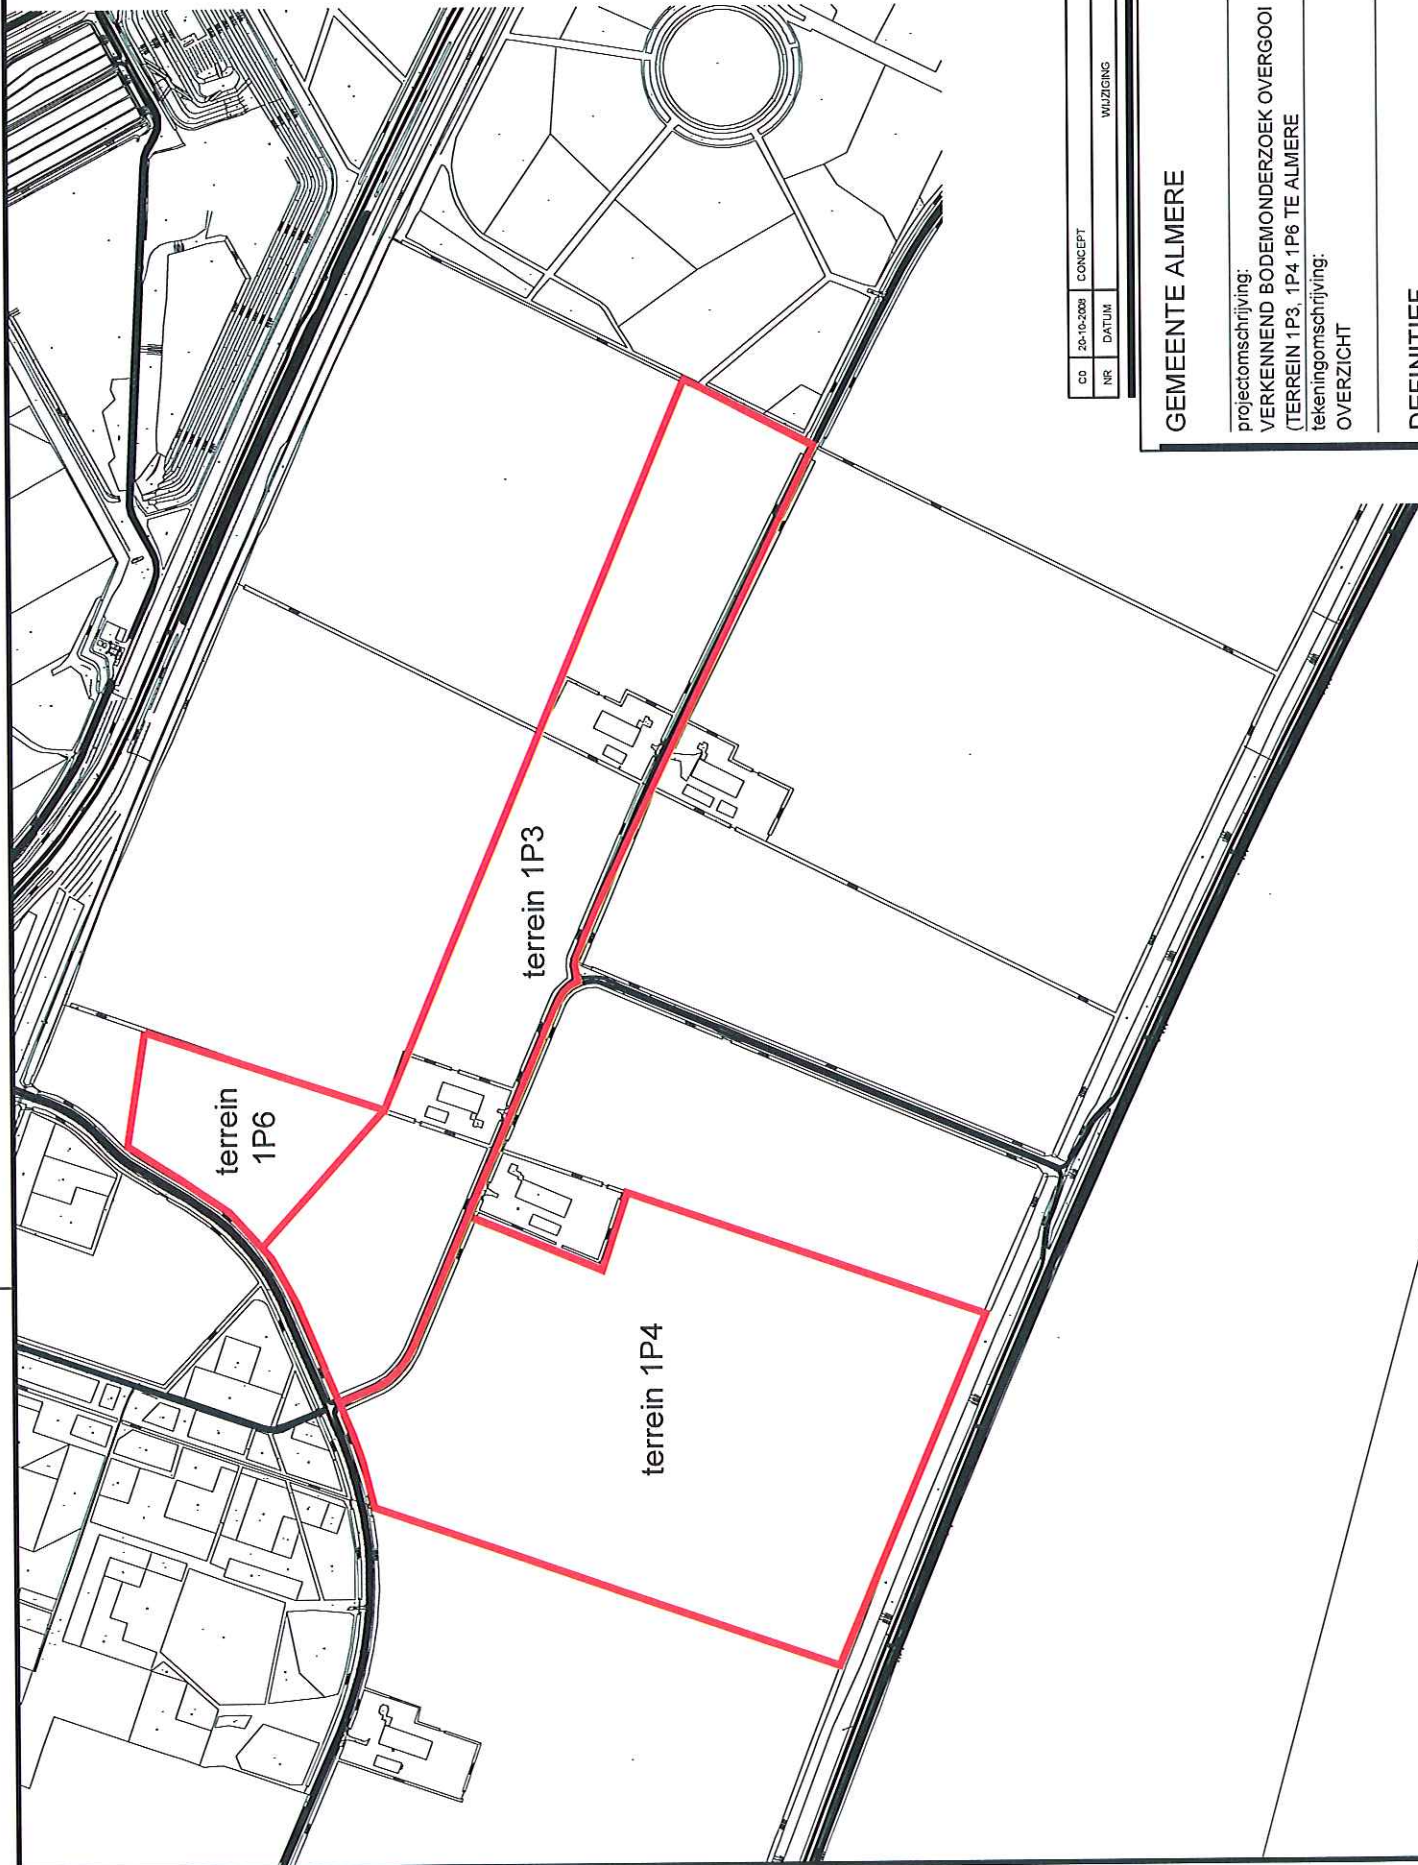 terrein
1P6
terrein 1P3
terrein 1P4
C0 20-10-2008 CONCEPT
NR DATUM WIJZIGING
GEMEENTE ALMERE
projectomschrijving:
VERKENNEND BODEMONDERZOEK OVERGOOI
(TERREIN 1P3, 1P4 1P6 TE ALMERE
tekeningomschrijving:
OVERZICHT
DEFINITIEF